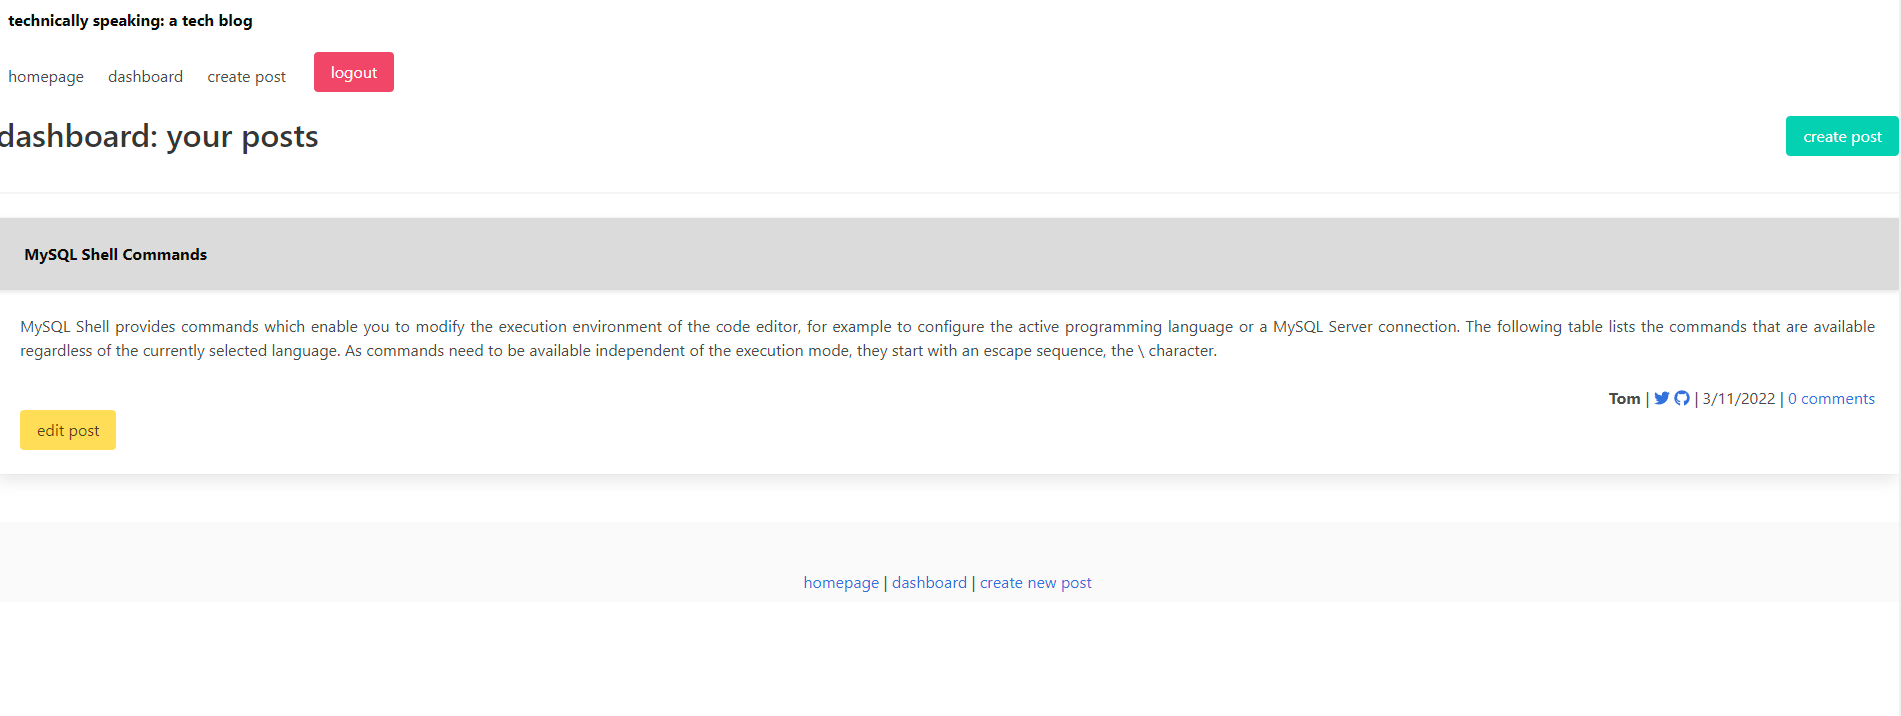 technically speaking: a tech blog
homepage dashboard create post logout
dashboard: your posts create post
MySQL Shell Commands
MySQL Shell provides commands which enable you to modify the execution environment of the code editor, for example to configure the active programming language or a MySQL Server connection. The following table lists the commands that are available
regardless of the currently selected language. As commands need to be available independent of the execution mode, they start with an escape sequence, the \ character.
Tom | | 3/11/2022 | 0 comments
edit post
homepage | dashboard | create new post